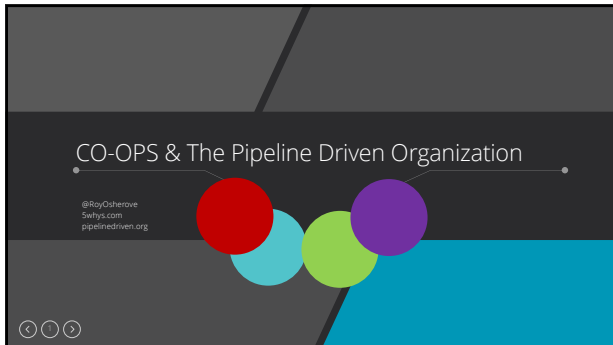 CO-OPS & The Pipeline Driven Organization
@RoyOsherove
5whys.com
pipelinedriven.org
1